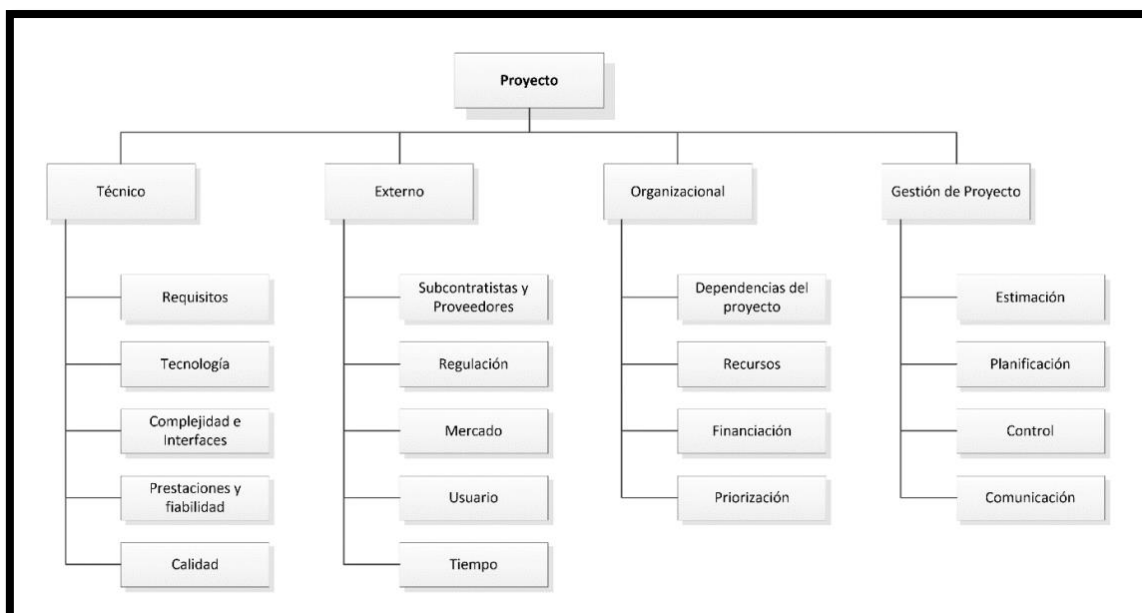 Proyecto
Técnico
Externo
Organizacional
Gestión de Proyecto
Requisitos
Tecnología
Complejidad e
Interfaces
Prestaciones y
fiabilidad
Calidad
Subcontratistas y
Proveedores
Regulación
Mercado
Usuario
Tiempo
Dependencias del
proyecto
Recursos
Financiación
Priorización
Estimación
Planificación
Control
Comunicación